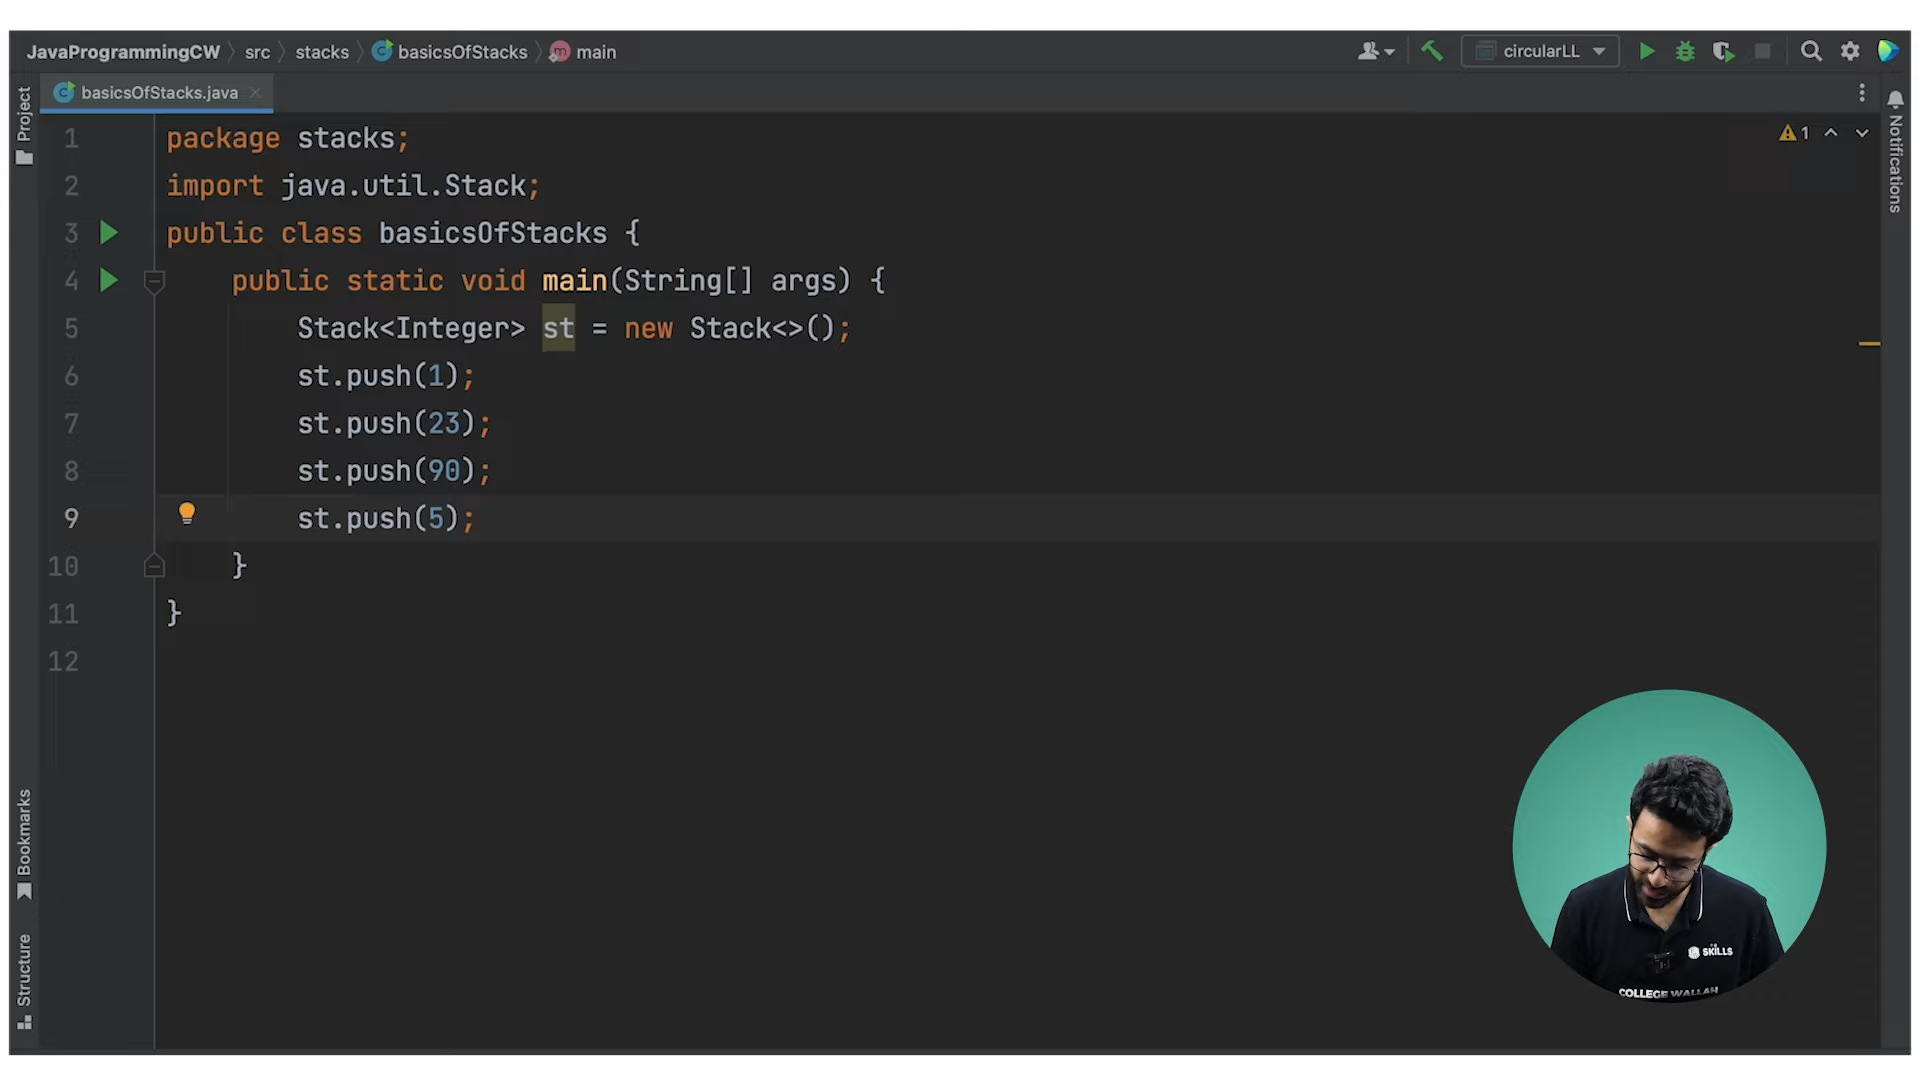 JavaProgrammingCW src stacks basicsOfStacks main circularLL
basicsOfStacks.java
Project
Notifications
1
1 package stacks;
2 import java.util.Stack;
3 public class basicsOfStacks {
4 public static void main(String[] args) {
5 Stack<Integer> st = new Stack<>();
6 st.push(1);
7 st.push(23);
8 st.push(90);
9 st.push(5);
10 }
11 }
12
Bookmarks
Structure
SKILLS
COLLEGE WALLAH